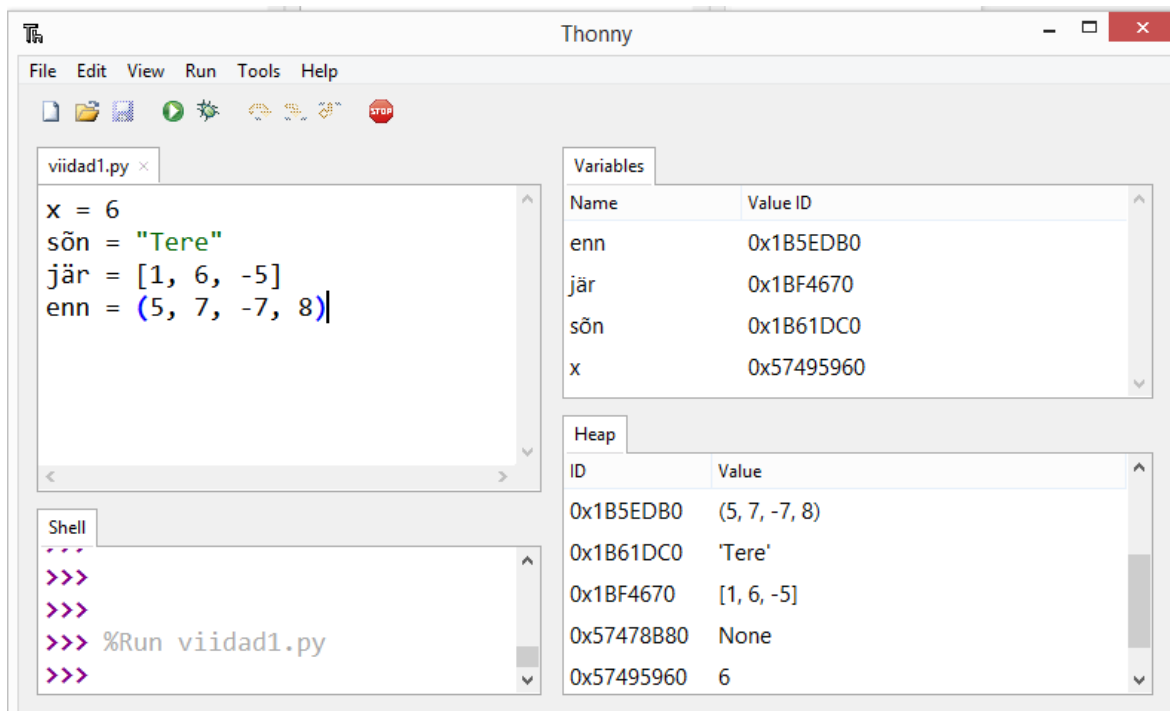 Th
Thonny
File Edit View Run Tools Help
STOP
viidad1.py ×
x = 6
sõn = "Tere"
jär = [1, 6, -5]
enn = (5, 7, -7, 8)
Shell
>>>
>>>
>>>
>>> %Run viidad1.py
>>>
Variables
Name Value ID
enn 0x1B5EDB0
jär 0x1BF4670
sõn 0x1B61DC0
x 0x57495960
Heap
ID Value
0x1B5EDB0 (5, 7, -7, 8)
0x1B61DC0 'Tere'
0x1BF4670 [1, 6, -5]
0x57478B80 None
0x57495960 6